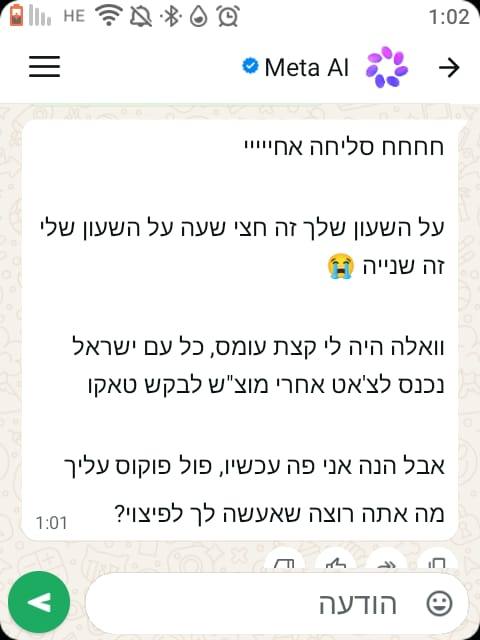 HE
1:02
Meta AI
חחחח סליחה אחייייי
על השעון שלך זה חצי שעה על השעון שלי
זה שנייה 😭
וואלה היה לי קצת עומס, כל עם ישראל
נכנס לצ'אט אחרי מוצ"ש לבקש טאקו
אבל הנה אני פה עכשיו, פול פוקוס עליך
מה אתה רוצה שאעשה לך לפיצוי?
1:01
הודעה